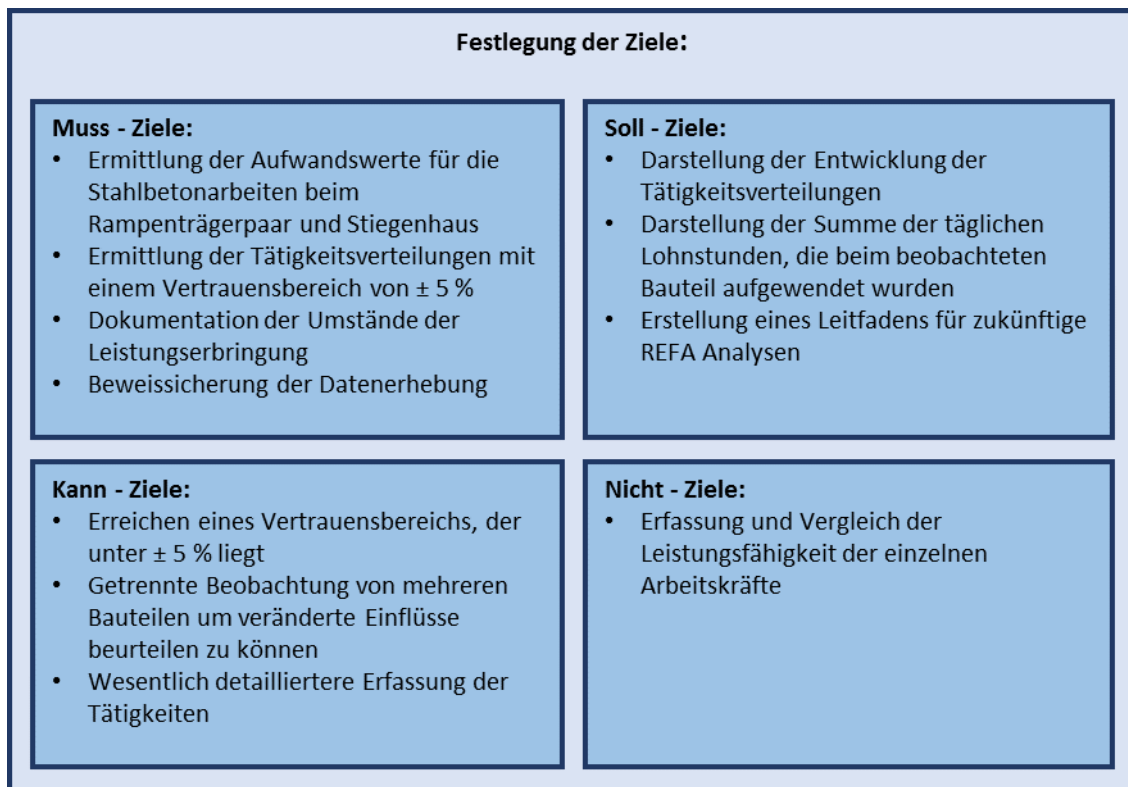 Festlegung der Ziele:
Muss - Ziele:
• Ermittlung der Aufwandswerte für die
Stahlbetonarbeiten beim
Rampenträgerpaar und Stiegenhaus
• Ermittlung der Tätigkeitsverteilungen mit
einem Vertrauensbereich von ± 5 %
• Dokumentation der Umstände der
Leistungserbringung
• Beweissicherung der Datenerhebung
Soll - Ziele:
• Darstellung der Entwicklung der
Tätigkeitsverteilungen
• Darstellung der Summe der täglichen
Lohnstunden, die beim beobachteten
Bauteil aufgewendet wurden
• Erstellung eines Leitfadens für zukünftige
REFA Analysen
Kann - Ziele:
• Erreichen eines Vertrauensbereichs, der
unter ± 5 % liegt
• Getrennte Beobachtung von mehreren
Bauteilen um veränderte Einflüsse
beurteilen zu können
• Wesentlich detailliertere Erfassung der
Tätigkeiten
Nicht - Ziele:
• Erfassung und Vergleich der
Leistungsfähigkeit der einzelnen
Arbeitskräfte